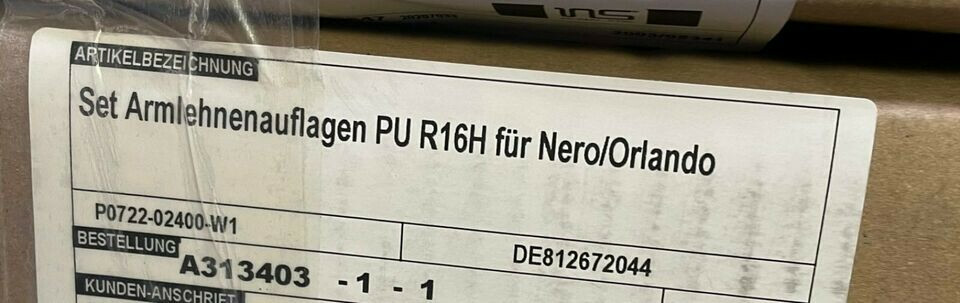 ARTIKELBEZEICHNUNG
Set Armlehnenauflagen PU R16H für Nero/Orlando
P0722-02400-W1
DE812672044
BESTELLUNG
A313403 - 1 - 1
KUNDEN-ANSCHRIFT